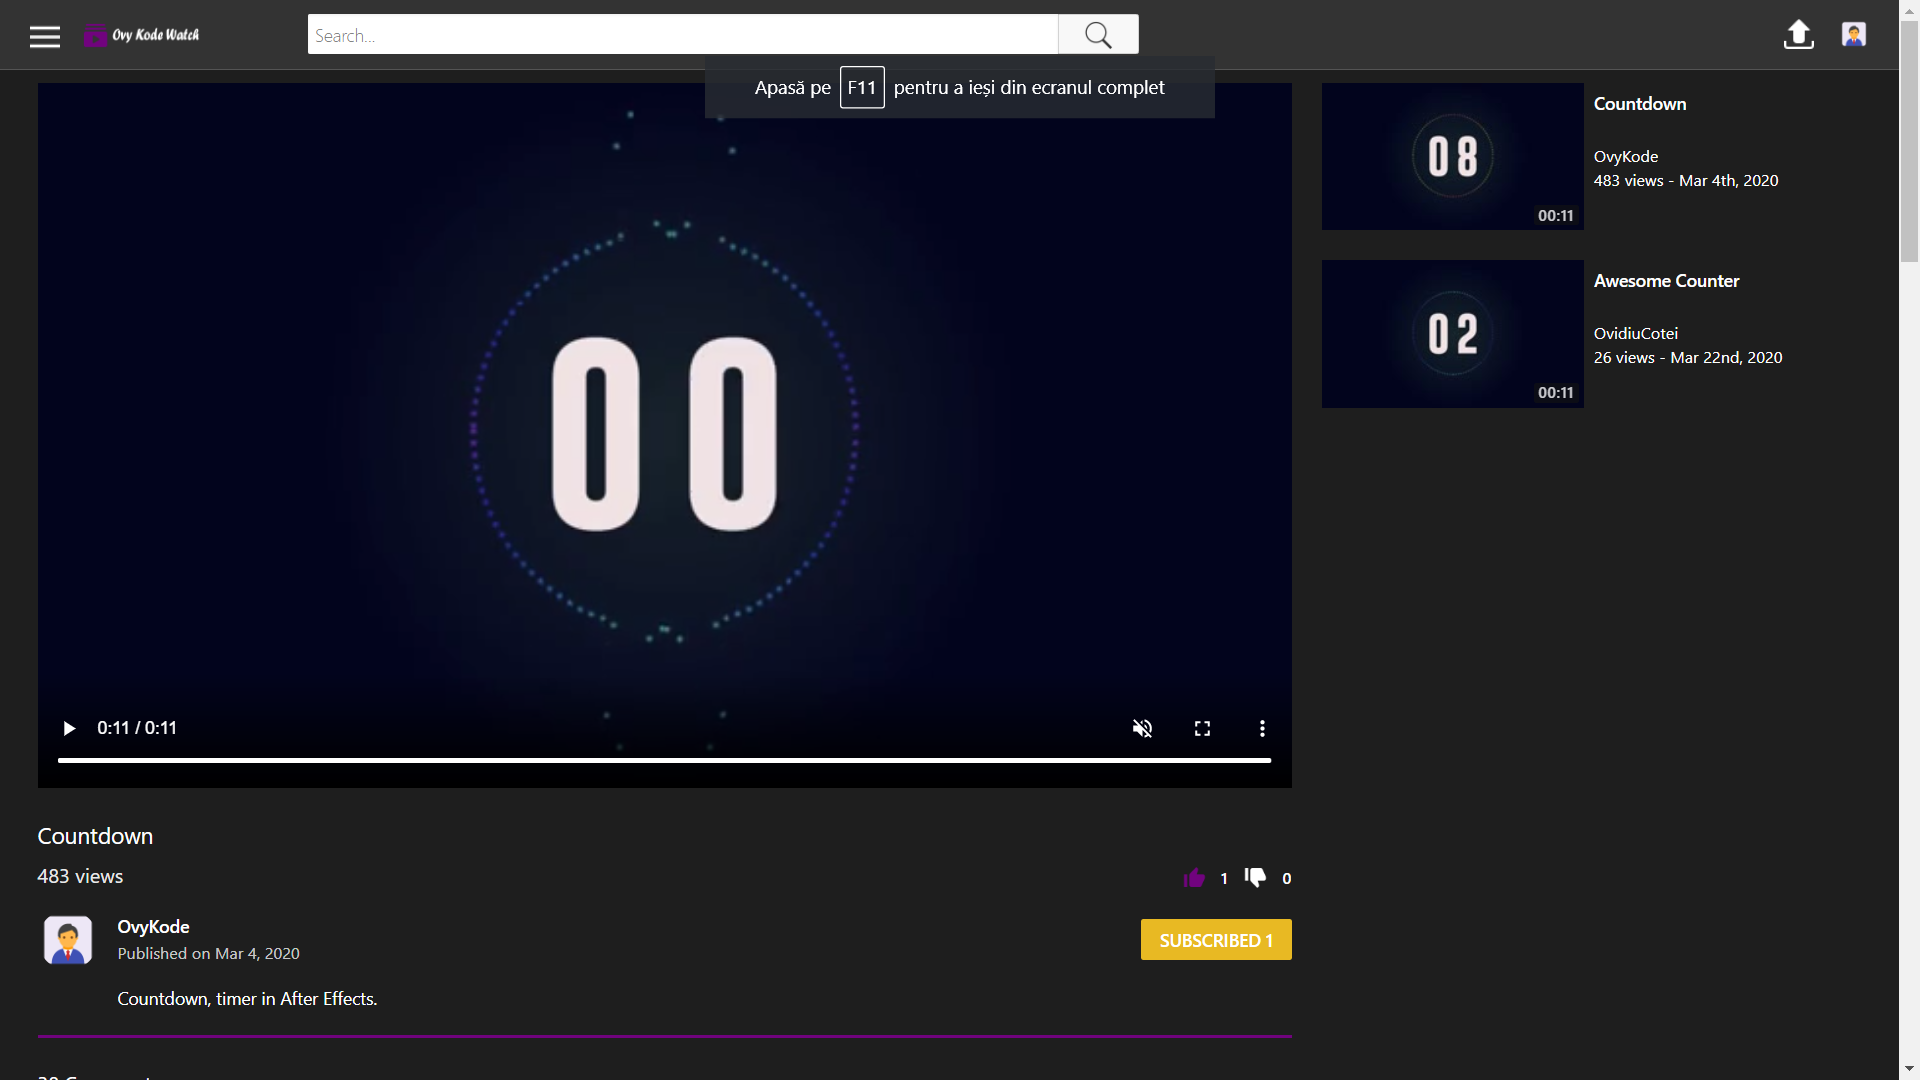 Ovy Kode Watch
Search...
Apasă pe F11 pentru a ieși din ecranul complet
00
0:11 / 0:11
Countdown
483 views
1
0
OvyKode
Published on Mar 4, 2020
SUBSCRIBED 1
Countdown, timer in After Effects.
08
00:11
Countdown
OvyKode
483 views - Mar 4th, 2020
02
00:11
Awesome Counter
OvidiuCotei
26 views - Mar 22nd, 2020